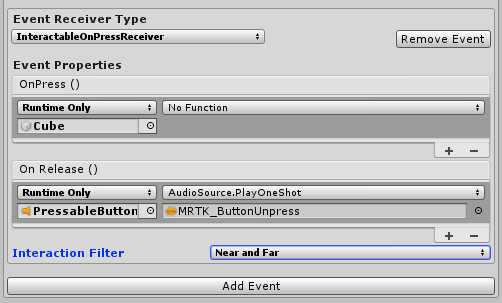 Event Receiver Type
InteractableOnPressReceiver
Remove Event
Event Properties
OnPress ()
Runtime Only
No Function
Cube
+ −
On Release ()
Runtime Only
AudioSource.PlayOneShot
PressableButton
MRTK_ButtonUnpress
+ −
Interaction Filter
Near and Far
Add Event